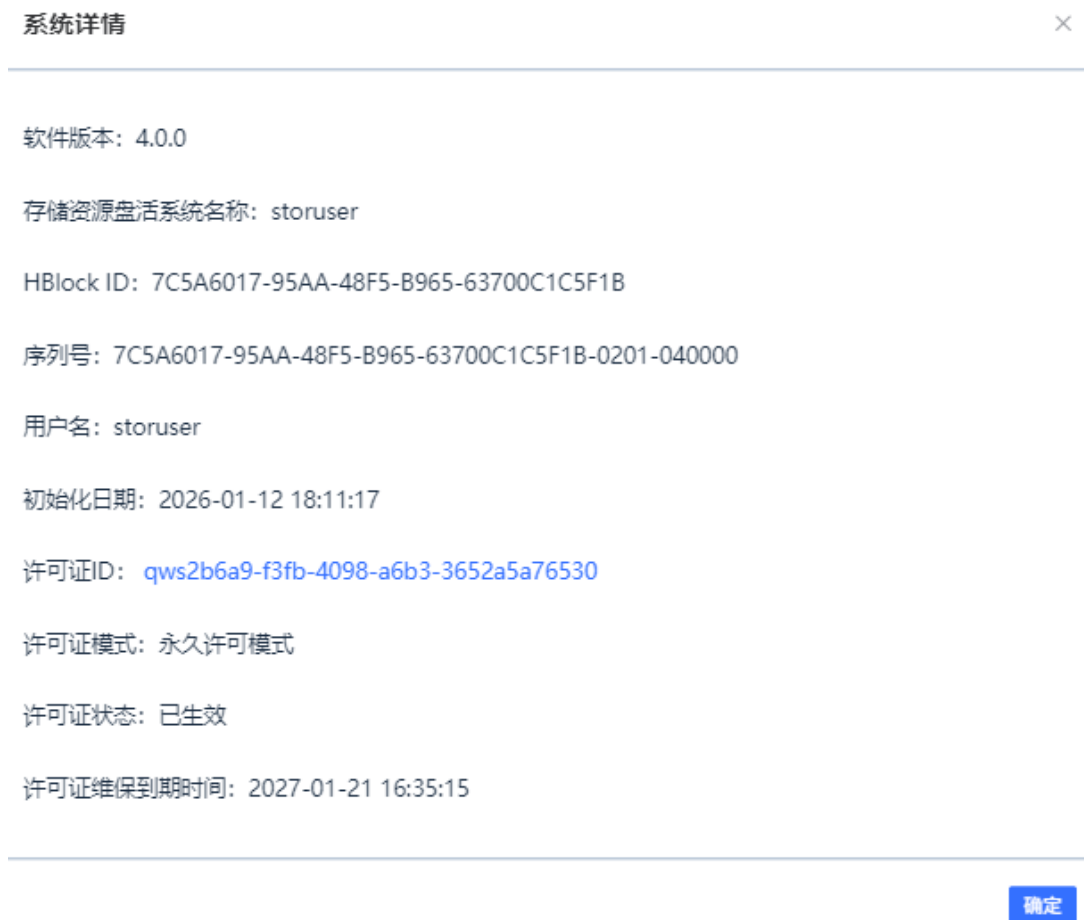 系统详情
软件版本：4.0.0
存储资源盘活系统名称：storuser
HBlock ID：7C5A6017-95AA-48F5-B965-63700C1C5F1B
序列号：7C5A6017-95AA-48F5-B965-63700C1C5F1B-0201-040000
用户名：storuser
初始化日期：2026-01-12 18:11:17
许可证ID： qws2b6a9-f3fb-4098-a6b3-3652a5a76530
许可证模式：永久许可模式
许可证状态：已生效
许可证维保到期时间：2027-01-21 16:35:15
确定